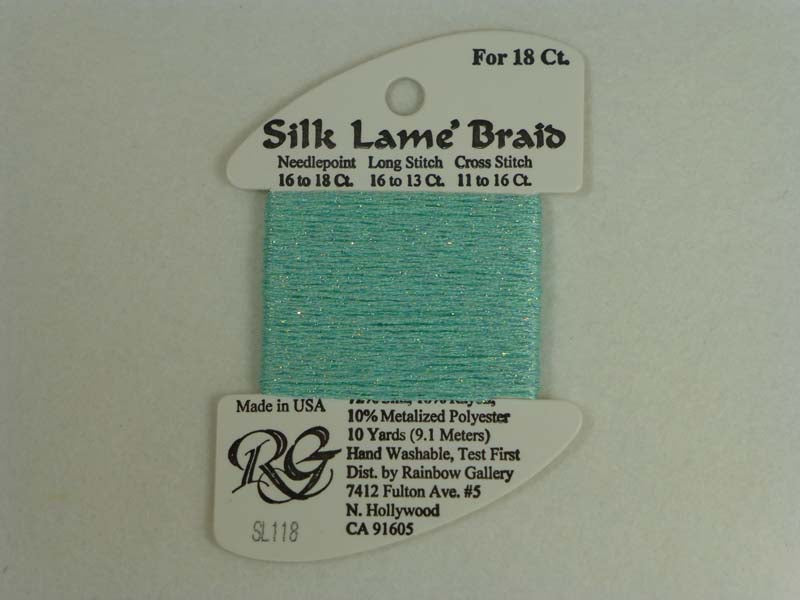 For 18 Ct.
Silk Lamé Braid
Needlepoint Long Stitch Cross Stitch
16 to 18 Ct. 16 to 13 Ct. 11 to 16 Ct.
Made in USA
10% Metalized Polyester
10 Yards (9.1 Meters)
Hand Washable, Test First
Dist. by Rainbow Gallery
7412 Fulton Ave. #5
N. Hollywood
CA 91605
RG
SL118